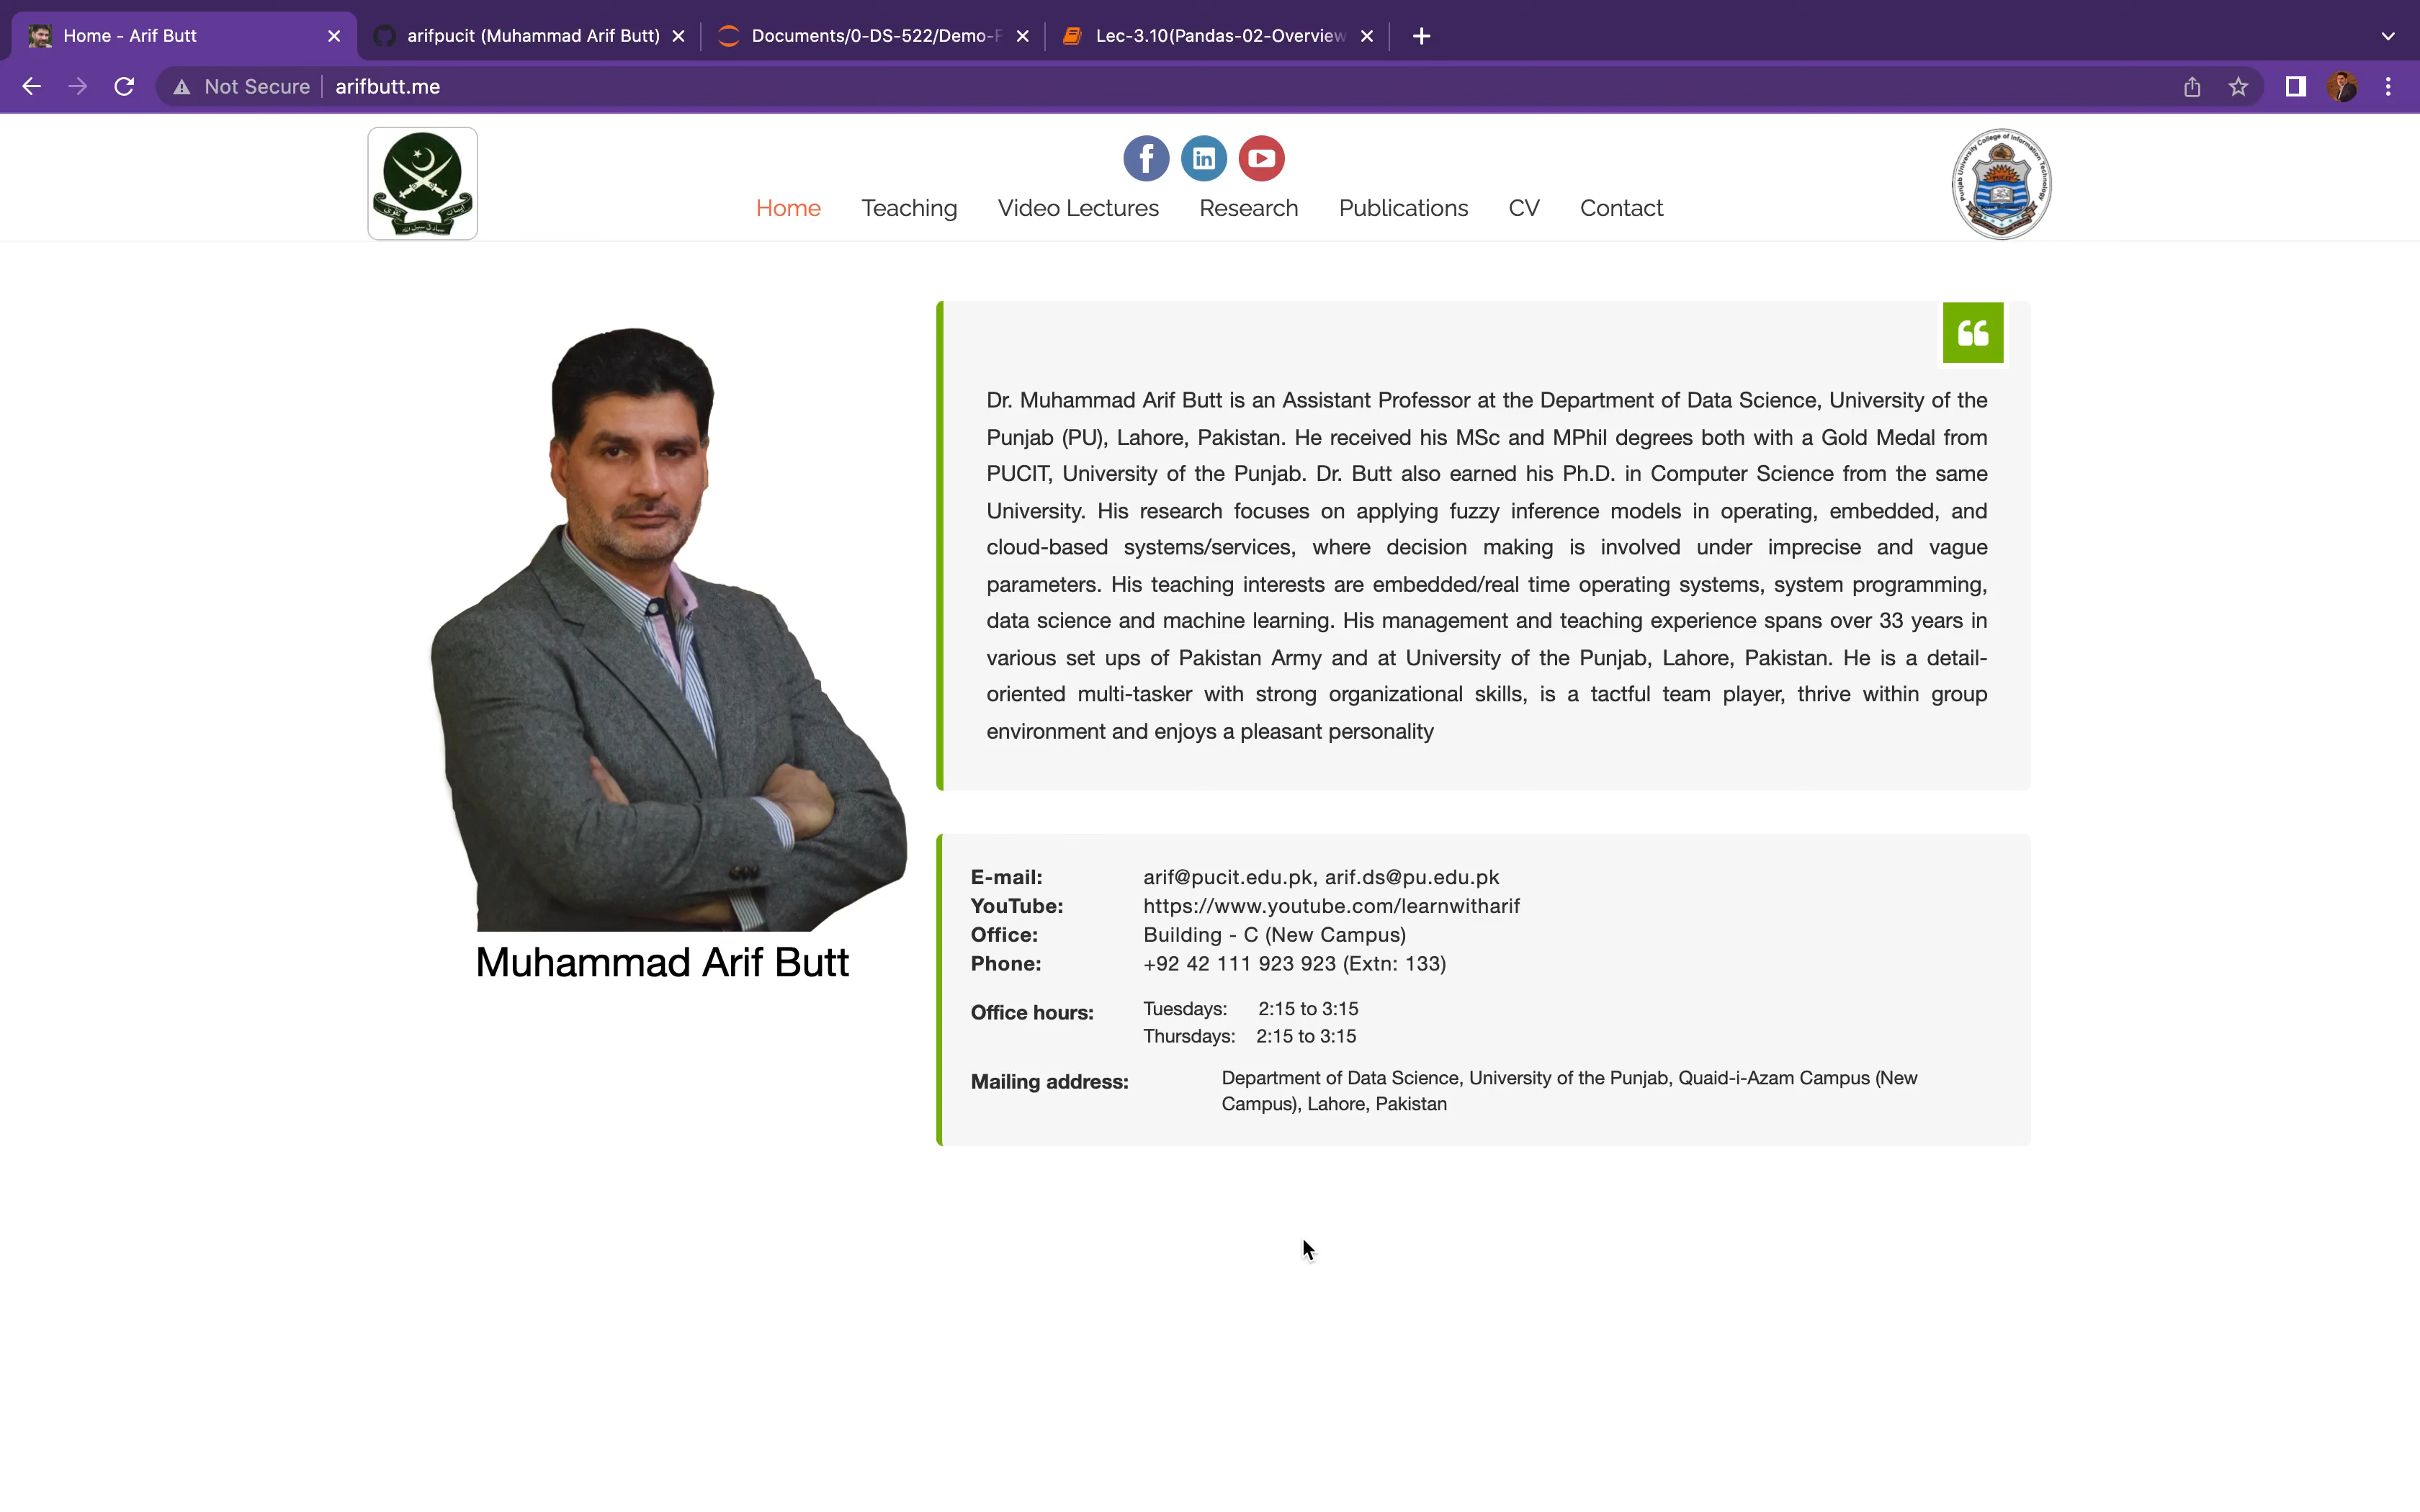 Home - Arif Butt
arifpucit (Muhammad Arif Butt)
Documents/0-DS-522/Demo-F
Lec-3.10(Pandas-02-Overview
Not Secure
arifbutt.me
Home
Teaching
Video Lectures
Research
Publications
CV
Contact
Punjab University College of Information Technology
Dr. Muhammad Arif Butt is an Assistant Professor at the Department of Data Science, University of the
Punjab (PU), Lahore, Pakistan. He received his MSc and MPhil degrees both with a Gold Medal from
PUCIT, University of the Punjab. Dr. Butt also earned his Ph.D. in Computer Science from the same
University. His research focuses on applying fuzzy inference models in operating, embedded, and
cloud-based systems/services, where decision making is involved under imprecise and vague
parameters. His teaching interests are embedded/real time operating systems, system programming,
data science and machine learning. His management and teaching experience spans over 33 years in
various set ups of Pakistan Army and at University of the Punjab, Lahore, Pakistan. He is a detail-
oriented multi-tasker with strong organizational skills, is a tactful team player, thrive within group
environment and enjoys a pleasant personality
Muhammad Arif Butt
E-mail: arif@pucit.edu.pk, arif.ds@pu.edu.pk
YouTube: https://www.youtube.com/learnwitharif
Office: Building - C (New Campus)
Phone: +92 42 111 923 923 (Extn: 133)
Office hours: Tuesdays: 2:15 to 3:15
Thursdays: 2:15 to 3:15
Mailing address: Department of Data Science, University of the Punjab, Quaid-i-Azam Campus (New
Campus), Lahore, Pakistan